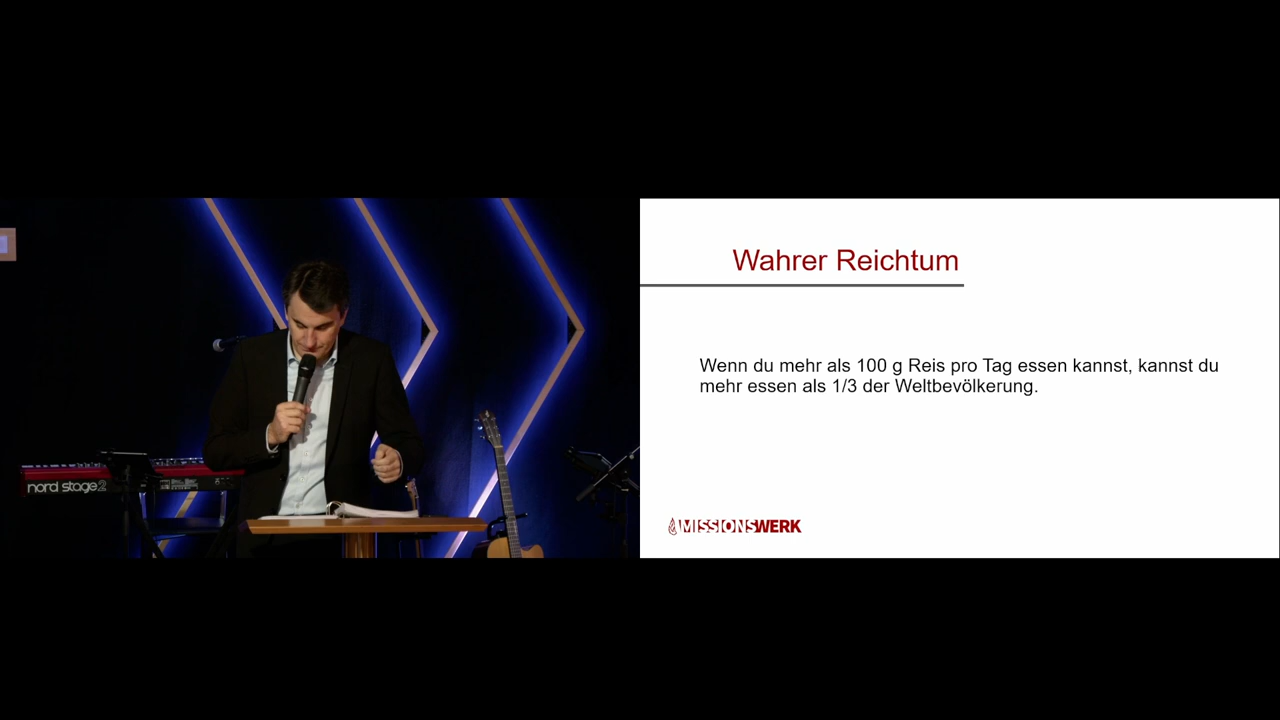 nord stage 2
Wahrer Reichtum
Wenn du mehr als 100 g Reis pro Tag essen kannst, kannst du
mehr essen als 1/3 der Weltbevölkerung.
MISSIONSWERK